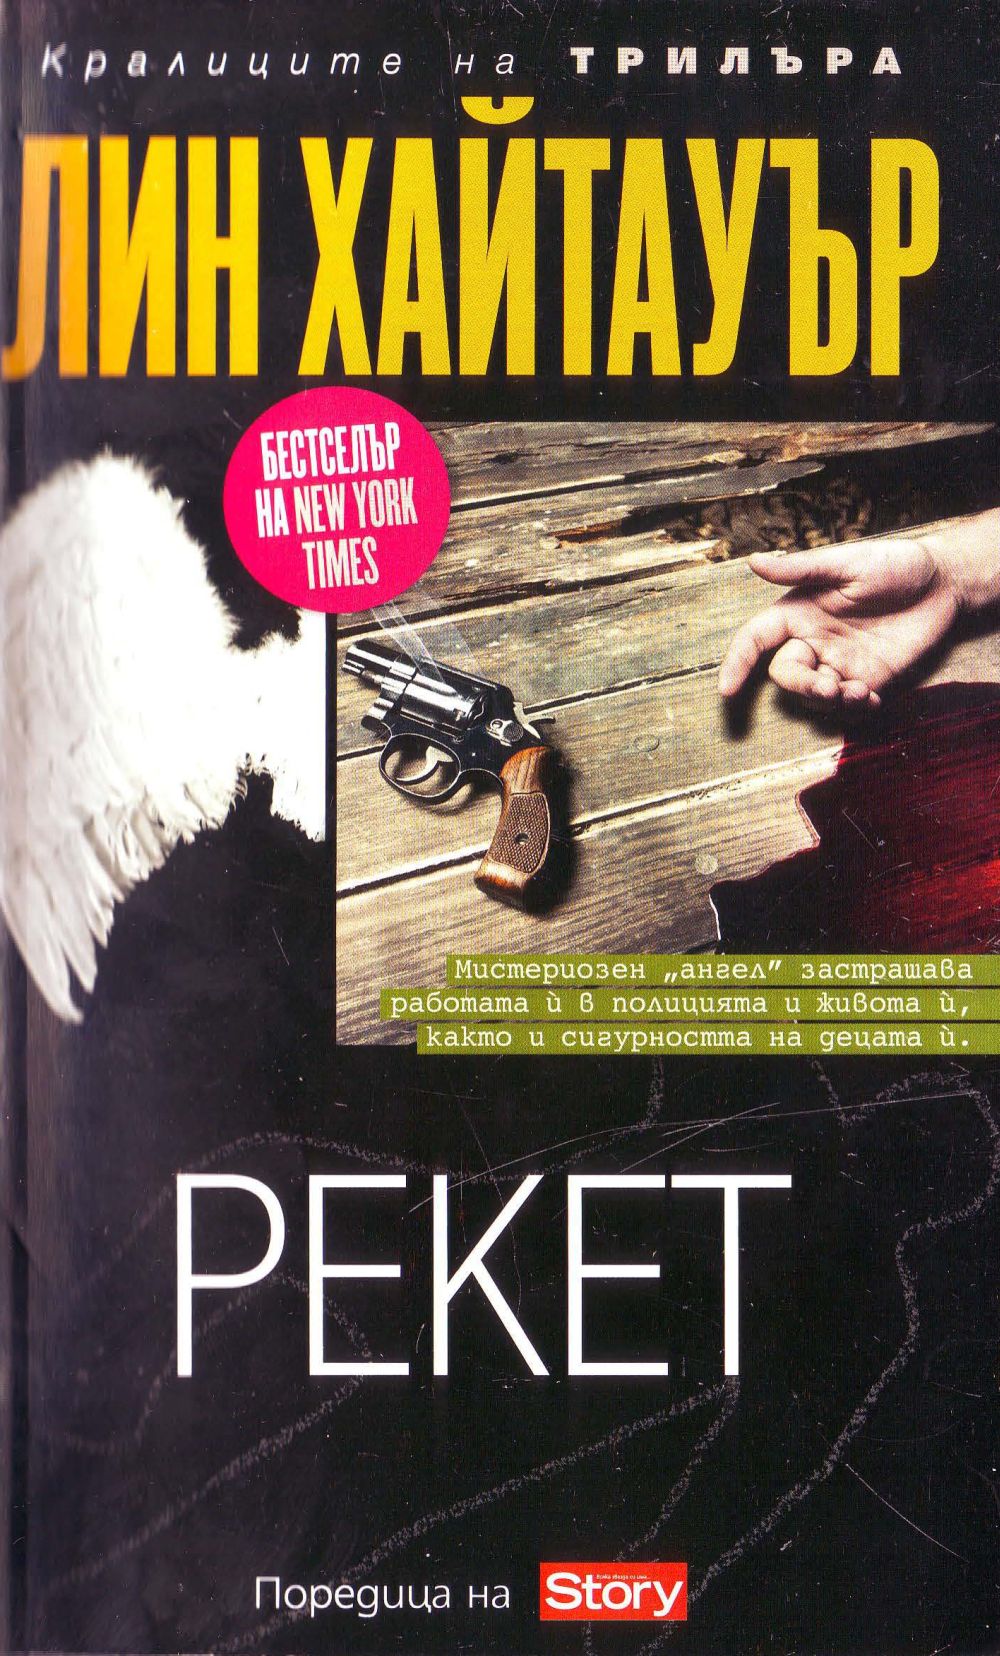 Кралиците на ТРИЛЪРА
ЛИН ХАЙТАУЪР
БЕСТСЕЛЪР
НА NEW YORK
TIMES
Мистериозен „ангел” застрашава
работата ѝ в полицията и живота ѝ,
както и сигурността на децата ѝ.
РЕКЕТ
Поредица на Story